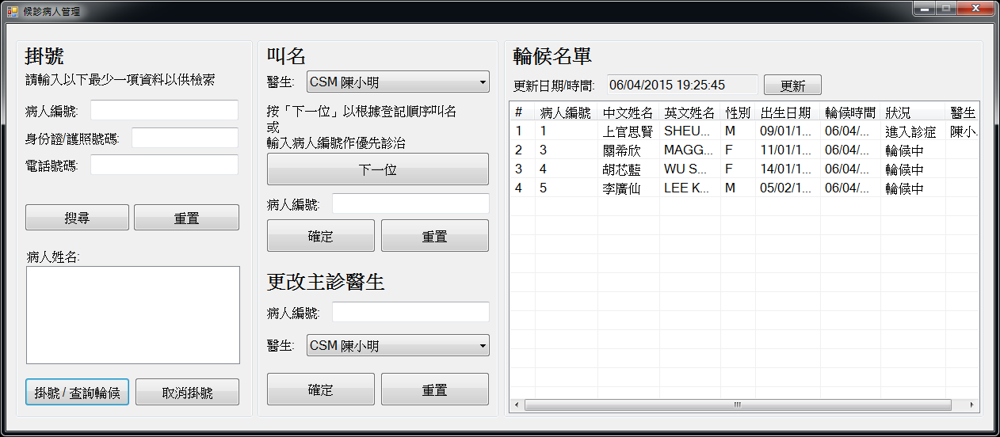 候診病人管理
掛號
請輸入以下最少一項資料以供檢索
病人編號:
身份證/護照號碼:
電話號碼:
搜尋 重置
病人姓名:
掛號 / 查詢輪候 取消掛號
叫名
醫生: CSM 陳小明
按「下一位」以根據登記順序叫名
或
輸入病人編號作優先診治
下一位
病人編號:
確定 重置
更改主診醫生
病人編號:
醫生: CSM 陳小明
確定 重置
輪候名單
更新日期/時間: 06/04/2015 19:25:45 更新
# 病人編號 中文姓名 英文姓名 性別 出生日期 輪候時間 狀況 醫生
1 1 上官思賢 SHEU... M 09/01/1... 06/04/... 進入診症 陳小.
2 3 關希欣 MAGG... F 11/01/1... 06/04/... 輪候中
3 4 胡芯藍 WU S... F 14/01/1... 06/04/... 輪候中
4 5 李廣仙 LEE K... M 05/02/1... 06/04/... 輪候中